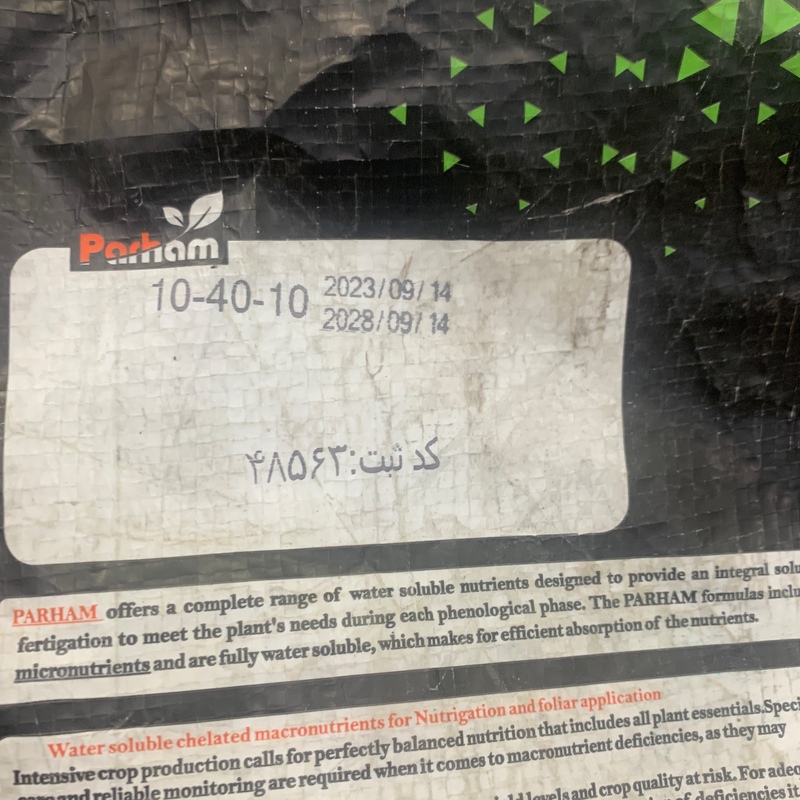 Parham
10-40-10
2023/09/14
2028/09/14
کد ثبت:۴۸۵۶۳
PARHAM offers a complete range of water soluble nutrients designed to provide an integral
fertigation to meet the plant's needs during each phenological phase. The PARHAM formulas
micronutrients and are fully water soluble, which makes for efficient absorption of the nutrients.
Water soluble chelated macronutrients for Nutrigation and foliar application
Intensive crop production calls for perfectly balanced nutrition that includes all plant essentials.
and reliable monitoring are required when it comes to macronutrient deficiencies, as they may
levels and crop quality at risk. For
of deficiencies it